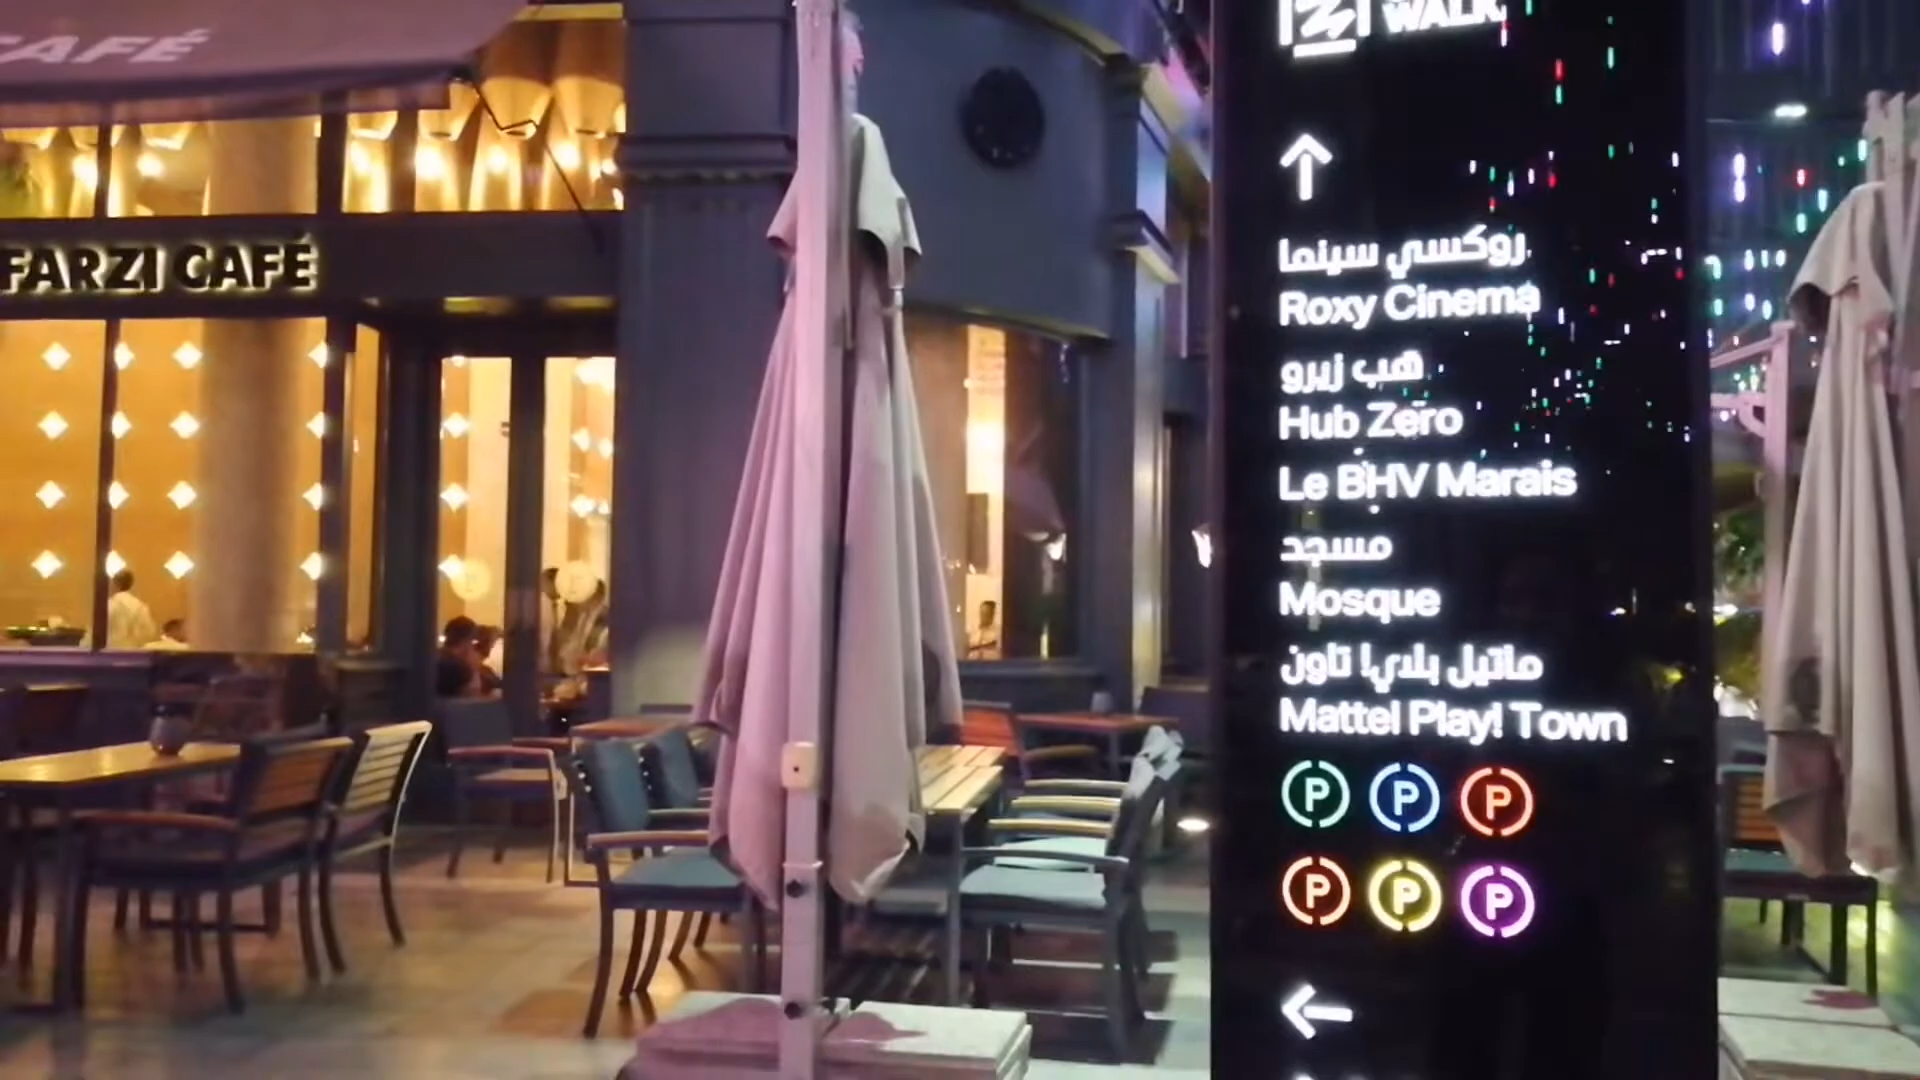 CAFÉ
FARZI CAFÉ
WALK
روكسي سينما
Roxy Cinema
هب زيرو
Hub Zero
Le BHV Marais
مسجد
Mosque
ماتيل بلاي! تاون
Mattel Play! Town
P P P
P P P